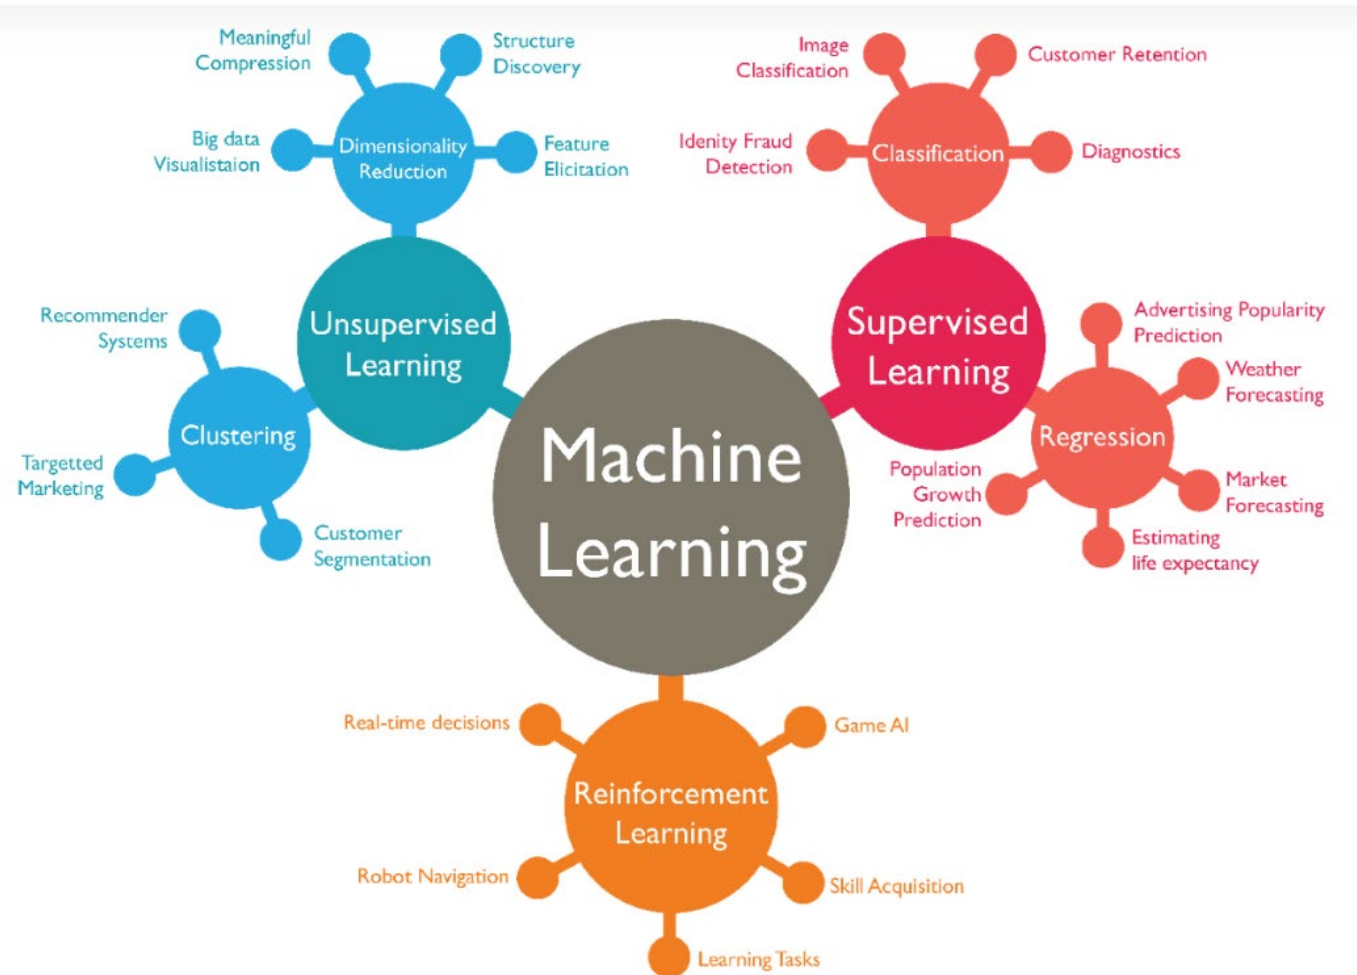 Meaningful
Compression
Structure
Discovery
Big data
Visualistaion
Dimensionality
Reduction
Feature
Elicitation
Image
Classification
Customer Retention
Idenity Fraud
Detection
Classification
Diagnostics
Recommender
Systems
Unsupervised
Learning
Clustering
Targetted
Marketing
Customer
Segmentation
Supervised
Learning
Advertising Popularity
Prediction
Weather
Forecasting
Regression
Population
Growth
Prediction
Market
Forecasting
Estimating
life expectancy
Machine
Learning
Real-time decisions
Game AI
Reinforcement
Learning
Robot Navigation
Skill Acquisition
Learning Tasks